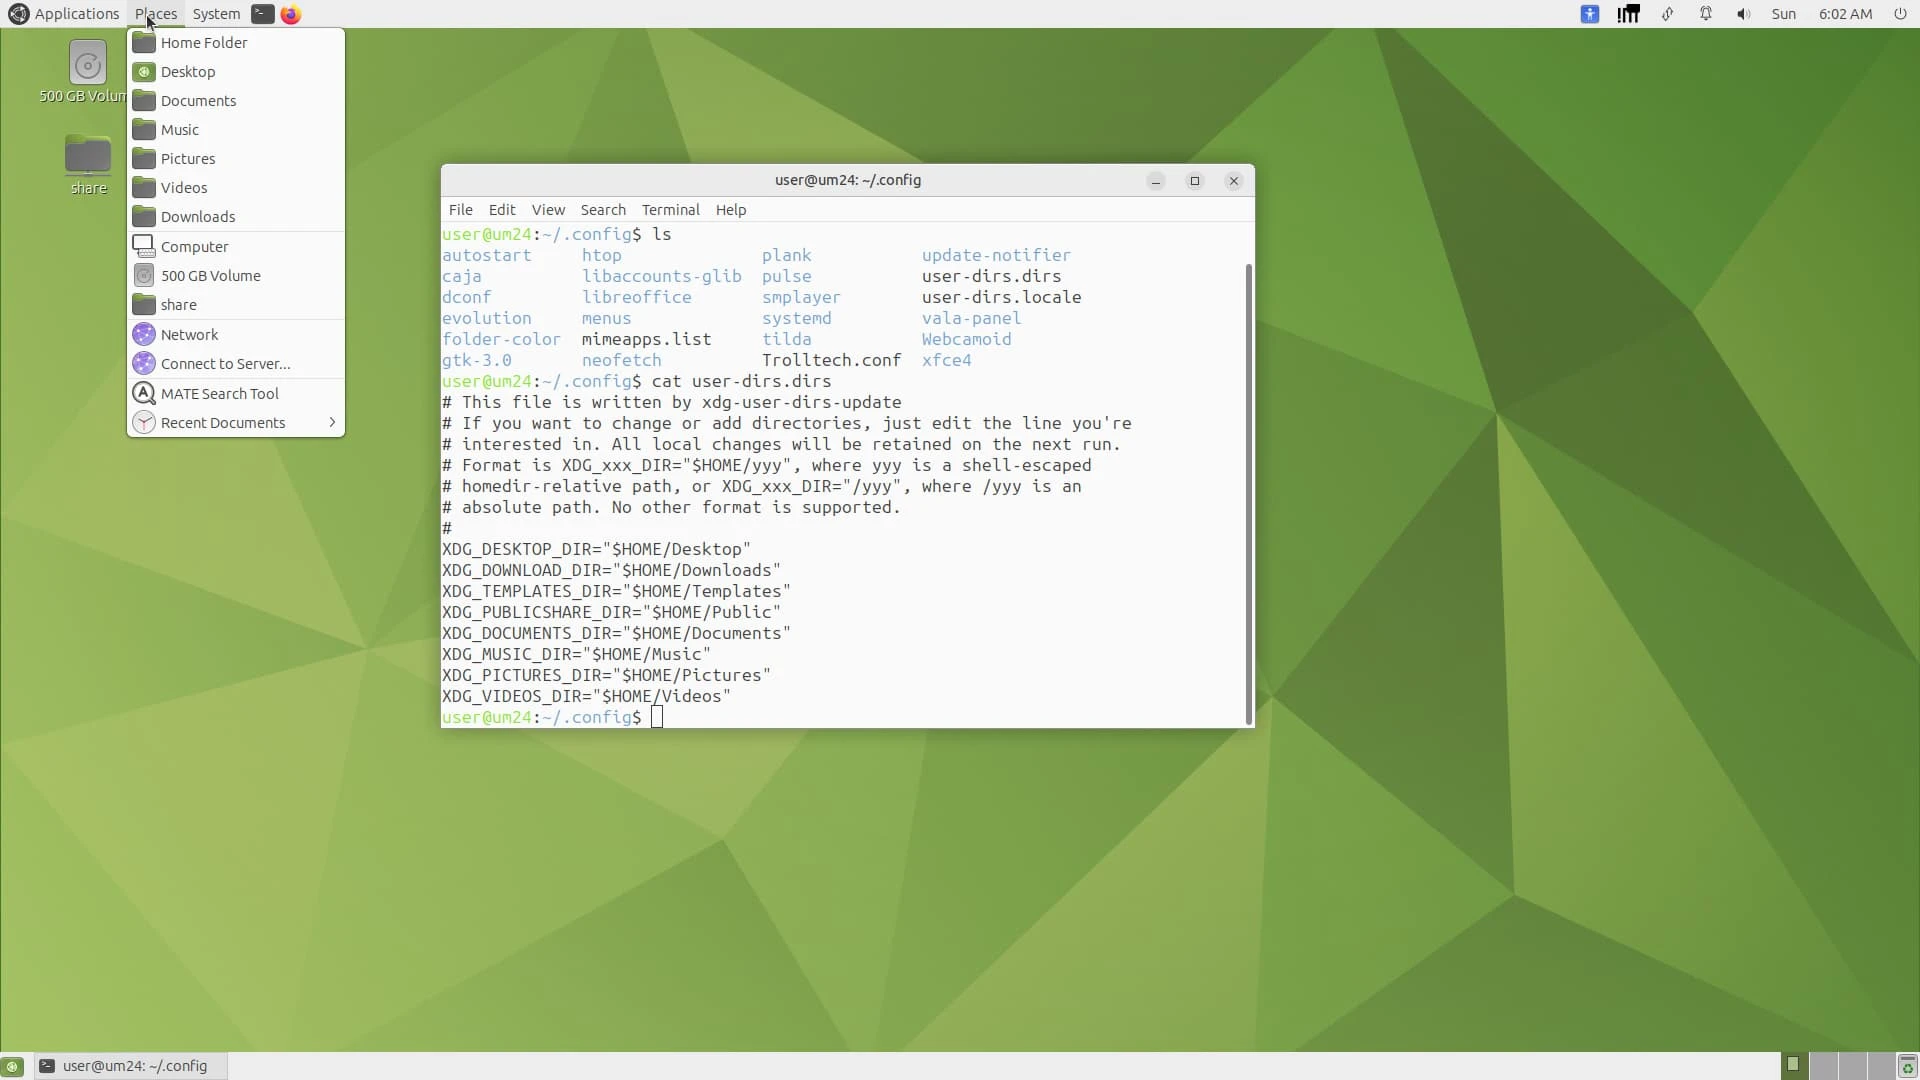 Applications Places System
Sun 6:02 AM
500 GB Volum
share
Home Folder
Desktop
Documents
Music
Pictures
Videos
Downloads
Computer
500 GB Volume
share
Network
Connect to Server...
MATE Search Tool
Recent Documents
user@um24: ~/.config
File Edit View Search Terminal Help
user@um24:~/.config$ ls
autostart htop plank update-notifier
caja libaccounts-glib pulse user-dirs.dirs
dconf libreoffice smplayer user-dirs.locale
evolution menus systemd vala-panel
folder-color mimeapps.list tilda Webcamoid
gtk-3.0 neofetch Trolltech.conf xfce4
user@um24:~/.config$ cat user-dirs.dirs
# This file is written by xdg-user-dirs-update
# If you want to change or add directories, just edit the line you're
# interested in. All local changes will be retained on the next run.
# Format is XDG_xxx_DIR="$HOME/yyy", where yyy is a shell-escaped
# homedir-relative path, or XDG_xxx_DIR="/yyy", where /yyy is an
# absolute path. No other format is supported.
#
XDG_DESKTOP_DIR="$HOME/Desktop"
XDG_DOWNLOAD_DIR="$HOME/Downloads"
XDG_TEMPLATES_DIR="$HOME/Templates"
XDG_PUBLICSHARE_DIR="$HOME/Public"
XDG_DOCUMENTS_DIR="$HOME/Documents"
XDG_MUSIC_DIR="$HOME/Music"
XDG_PICTURES_DIR="$HOME/Pictures"
XDG_VIDEOS_DIR="$HOME/Videos"
user@um24:~/.config$
user@um24: ~/.config